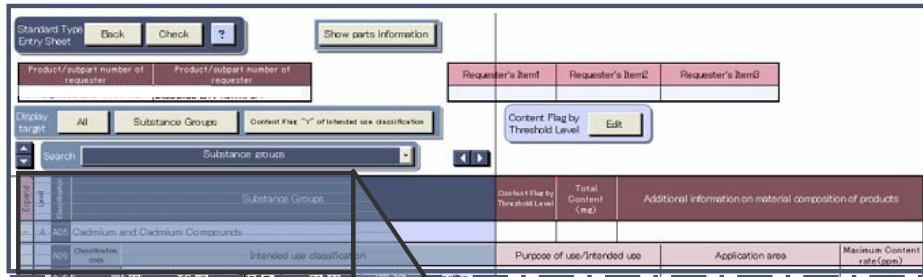 Standard Type
Entry Sheet
Back
Check
?
Show parts information
Product/subpart number of
requester
Product/subpart number of
requester
Requester's Item1
Requester's Item2
Requester's Item3
Display
target
All
Substance Groups
Content Flag "Y" of Intended use classification
Content Flag by
Threshold Level
Edit
Search
Substance groups
Expand
Level
Classification
Substance Groups
Content Flag by
Threshold Level
Total
Content
(mg)
Additional information on material composition of products
A
A05
Cadmium and Cadmium Compounds
A05
Classification
code
Intended use classification
Purpose of use/Intended use
Application area
Maximum Content
rate(ppm)